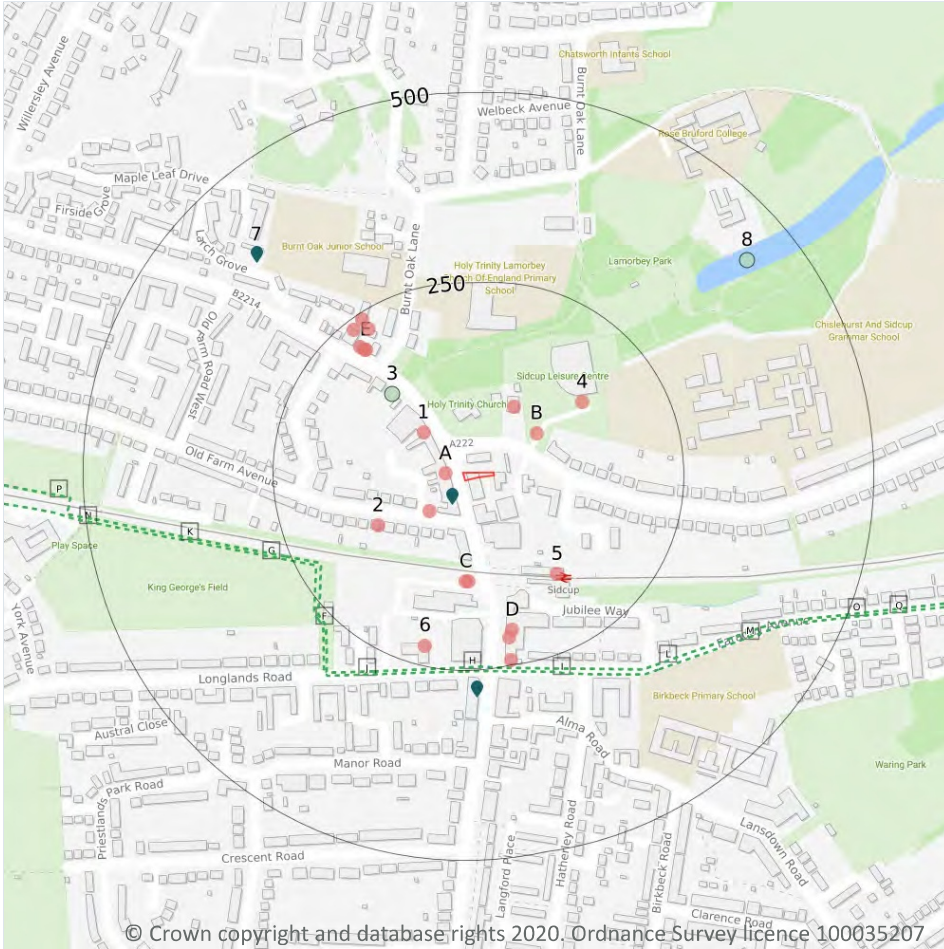 Chatsworth Infants School
Willersley Avenue
500
Welbeck Avenue
Burnt Oak Lane
Rose Bruford College
Maple Leaf Drive
Firside Grove
7
Larch Grove
Burnt Oak Junior School
Burnt Oak Lane
8
Lamorbey Park
Holy Trinity Lamorbey
Church Of England Primary
School
250
B2214
Old Farm Road West
E
Chislehurst And Sidcup
Grammar School
3
Sidcup Leisure Centre
4
Holy Trinity Church
1
B
A222
A
Old Farm Avenue
2
P
N
K
G
Play Space
King George's Field
C
5
Sidcup
Jubilee Way
D
F
6
York Avenue
J
H
I
L
M
O
Q
Longlands Road
Birkbeck Primary School
Austral Close
Alma Road
Manor Road
Waring Park
Priestlands Park Road
Crescent Road
Langford Place
Hatherley Road
Birkbeck Road
Lansdown Road
Clarence Road
© Crown copyright and database rights 2020. Ordnance Survey licence 100035207